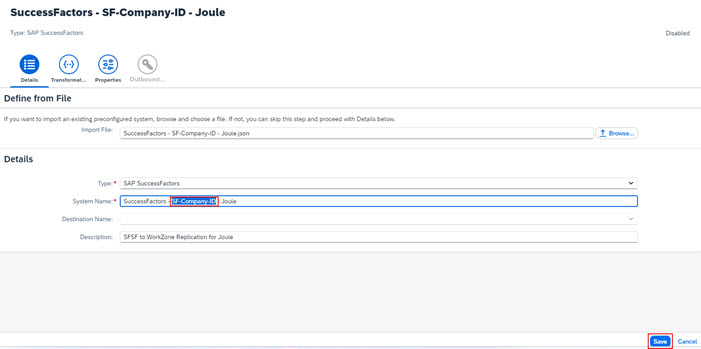 SuccessFactors - SF-Company-ID - Joule
Type: SAP SuccessFactors
Disabled
Details
Transformat...
Properties
Outbound...
Define from File
If you want to import an existing preconfigured system, browse and choose a file. If not, you can skip this step and proceed with Details below.
Import File: SuccessFactors - SF-Company-ID - Joule.json Browse...
Details
Type:* SAP SuccessFactors
System Name:* SuccessFactors - SF-Company-ID - Joule
Destination Name:
Description: SFSF to WorkZone Replication for Joule
Save Cancel